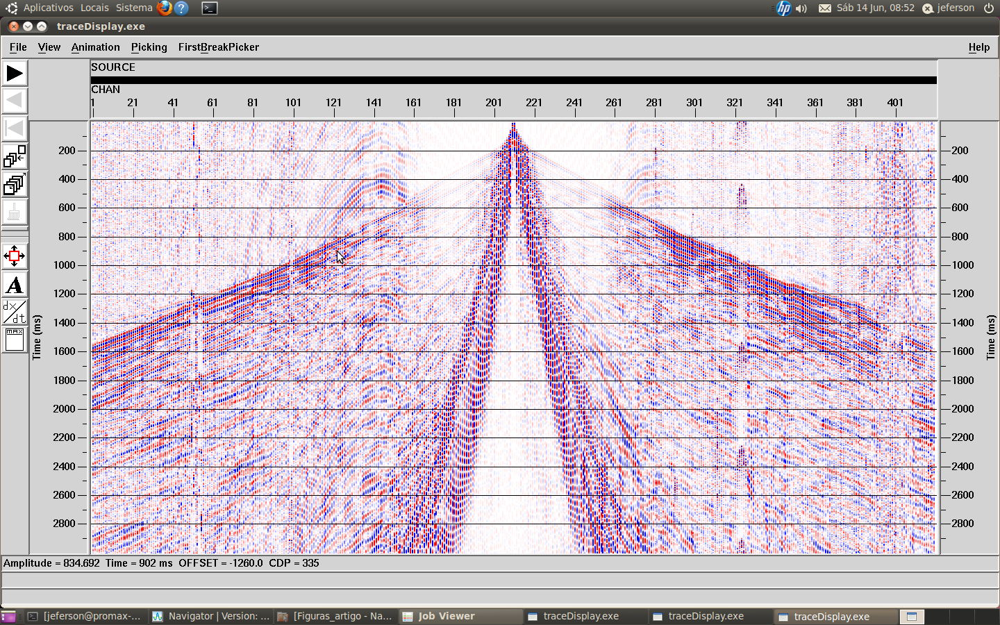 Aplicativos Locais Sistema
hp Sáb 14 Jun, 08:52 jeferson
traceDisplay.exe
File View Animation Picking FirstBreakPicker Help
SOURCE
CHAN
1 21 41 61 81 101 121 141 161 181 201 221 241 261 281 301 321 341 361 381 401
200 200
400 400
600 600
800 800
1000 1000
1200 1200
1400 1400
1600 1600
1800 1800
2000 2000
2200 2200
2400 2400
2600 2600
2800 2800
Time (ms) Time (ms)
A
dx/dt
max
Amplitude = 834.692 Time = 902 ms OFFSET = -1260.0 CDP = 335
[jeferson@promax-... Navigator | Version: ... [Figuras_artigo - Na... Job Viewer traceDisplay.exe traceDisplay.exe traceDisplay.exe